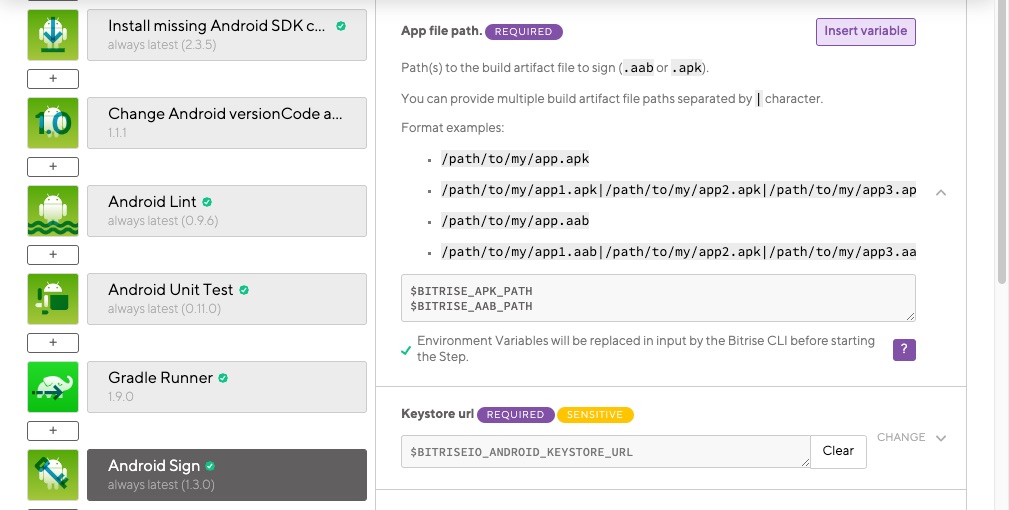 Install missing Android SDK c...
always latest (2.3.5)
+
Change Android versionCode a...
1.1.1
1.0
+
Android Lint
always latest (0.9.6)
+
Android Unit Test
always latest (0.11.0)
+
Gradle Runner
1.9.0
+
Android Sign
always latest (1.3.0)
App file path. REQUIRED
Insert variable
Path(s) to the build artifact file to sign (.aab or .apk).
You can provide multiple build artifact file paths separated by | character.
Format examples:
/path/to/my/app.apk
/path/to/my/app1.apk|/path/to/my/app2.apk|/path/to/my/app3.ap
/path/to/my/app.aab
/path/to/my/app1.aab|/path/to/my/app2.apk|/path/to/my/app3.aa
$BITRISE_APK_PATH
$BITRISE_AAB_PATH
Environment Variables will be replaced in input by the Bitrise CLI before starting
the Step.
?
Keystore url REQUIRED SENSITIVE
$BITRISEIO_ANDROID_KEYSTORE_URL
Clear
CHANGE